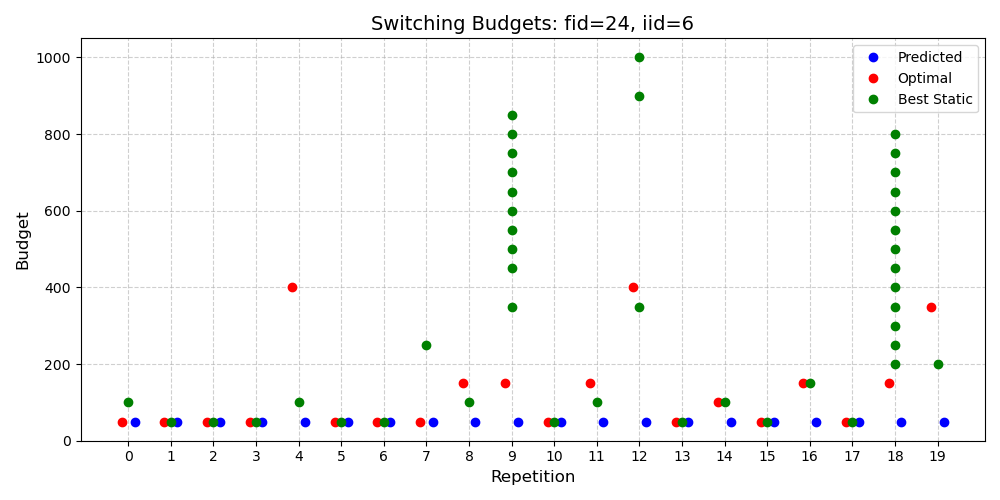 Switching Budgets: fid=24, iid=6
Predicted
Optimal
Best Static
Budget
1000
800
600
400
200
0
0 1 2 3 4 5 6 7 8 9 10 11 12 13 14 15 16 17 18 19
Repetition